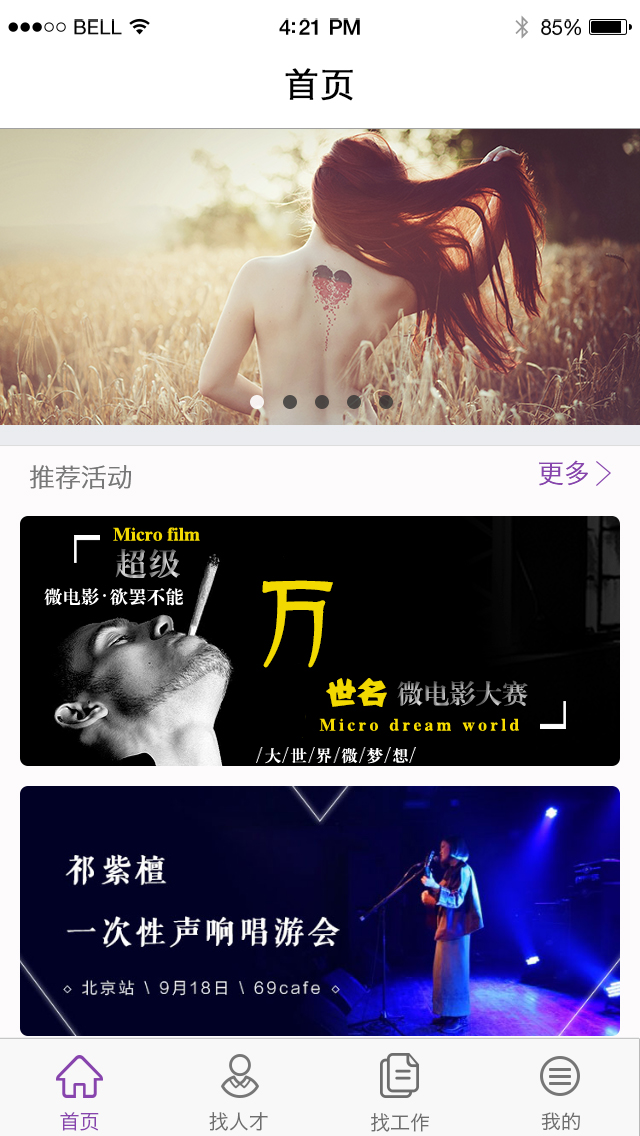 BELL 4:21 PM 85%
首页
推荐活动 更多
Micro film
超级
微电影·欲罢不能
万
世名 微电影大赛
Micro dream world
/大/世/界/微/梦/想/
祁紫檀
一次性声响唱游会
◇ 北京站 \ 9月18日 \ 69cafe ◇
首页 找人才 找工作 我的